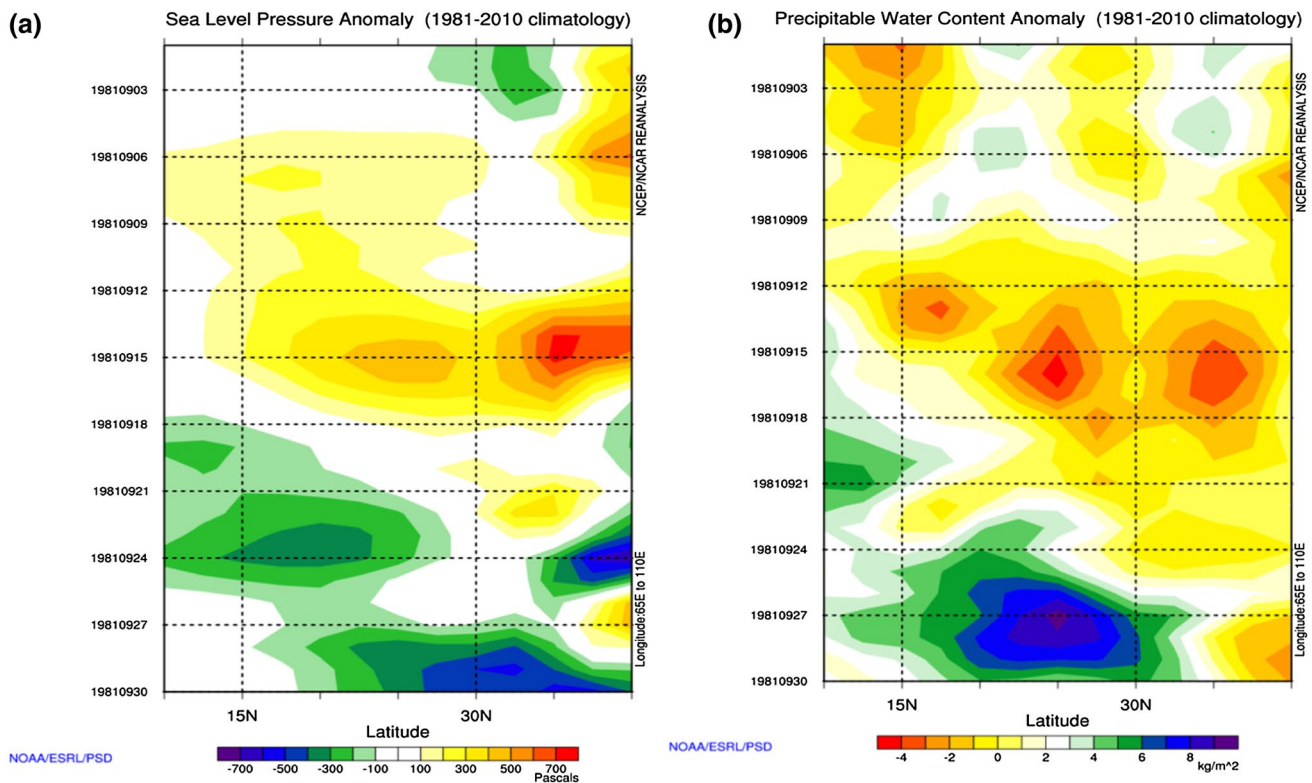 (a)
Sea Level Pressure Anomaly (1981-2010 climatology)
19810903
19810906
19810909
19810912
19810915
19810918
19810921
19810924
19810927
19810930
NCEP/NCAR REANALYSIS
Longitude:65E to 110E
15N 30N
Latitude
NOAA/ESRL/PSD
-700 -500 -300 -100 100 300 500 700
Pascals
(b)
Precipitable Water Content Anomaly (1981-2010 climatology)
19810903
19810906
19810909
19810912
19810915
19810918
19810921
19810924
19810927
19810930
NCEP/NCAR REANALYSIS
Longitude:65E to 110E
15N 30N
Latitude
NOAA/ESRL/PSD
-4 -2 0 2 4 6 8
kg/m^2